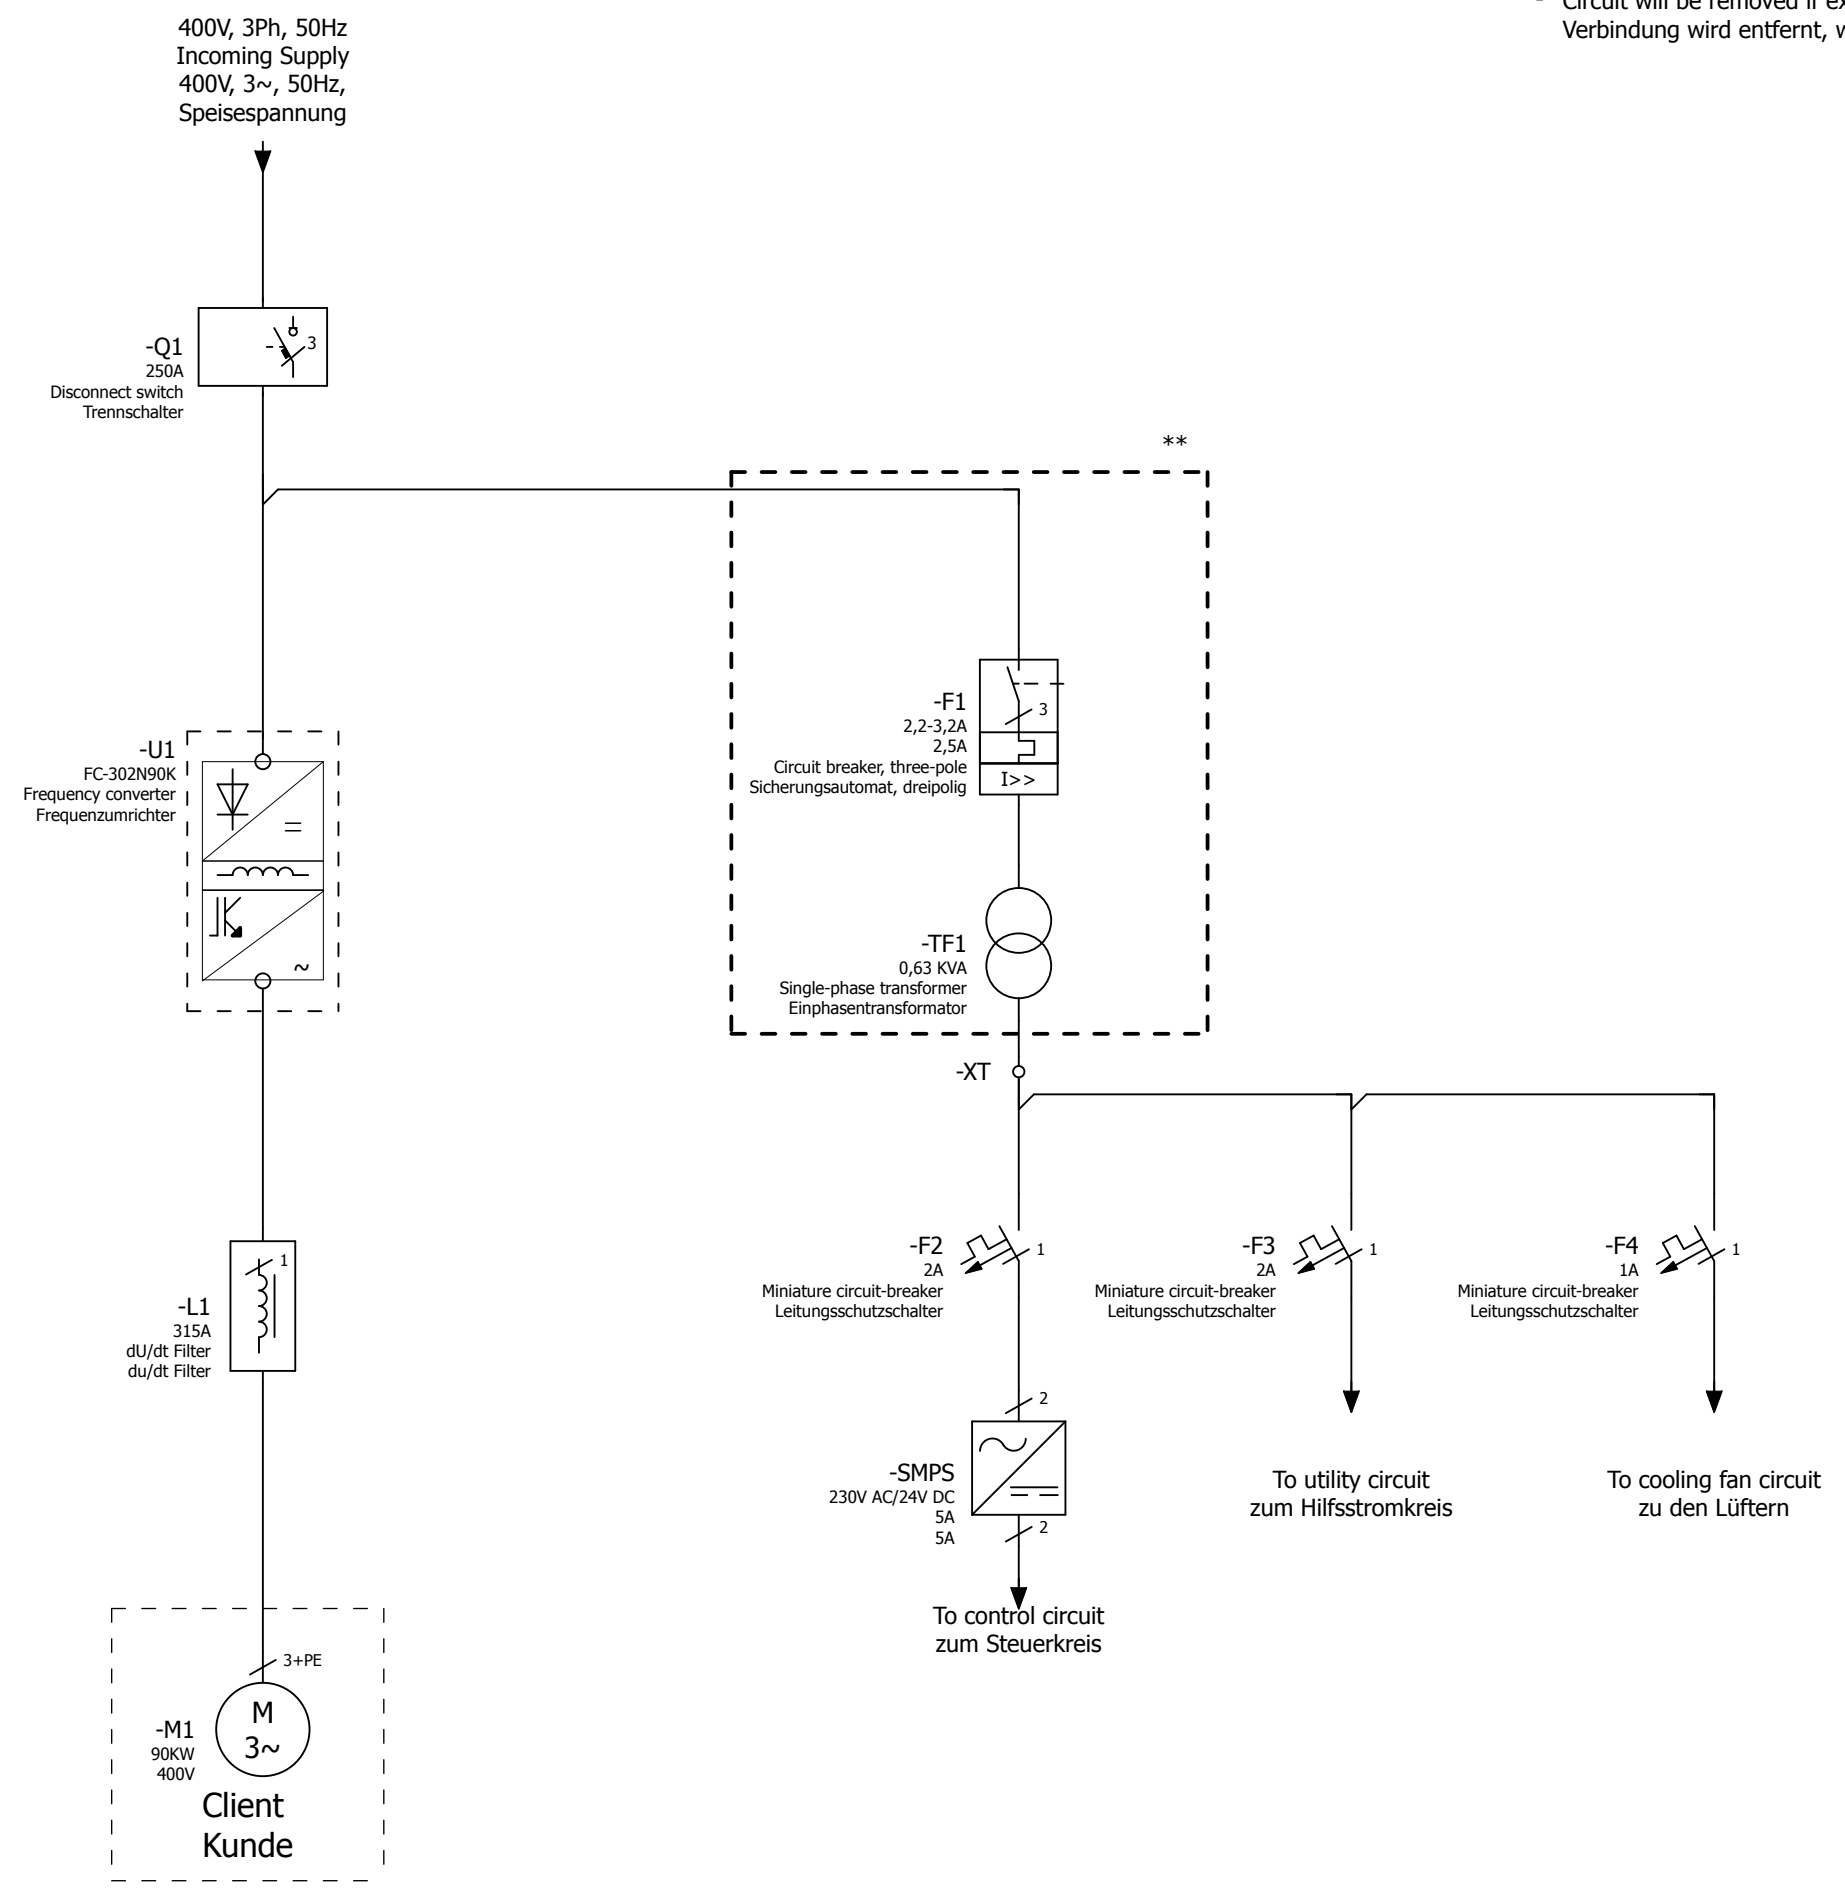 Circuit will be removed if
Verbindung wird entfernt,
400V, 3Ph, 50Hz
Incoming Supply
400V, 3~, 50Hz,
Speisespannung
-Q1
250A
Disconnect switch
Trennschalter
3
**
-U1
FC-302N90K
Frequency converter
Frequenzumrichter
=
~
-F1
2,2-3,2A
2,5A
Circuit breaker, three-pole
Sicherungsautomat, dreipolig
3
I>>
-TF1
0,63 KVA
Single-phase transformer
Einphasentransformator
-XT
-F2
2A
Miniature circuit-breaker
Leitungsschutzschalter
1
-F3
2A
Miniature circuit-breaker
Leitungsschutzschalter
1
-F4
1A
Miniature circuit-breaker
Leitungsschutzschalter
1
-L1
315A
dU/dt Filter
du/dt Filter
1
2
-SMPS
230V AC/24V DC
5A
5A
2
To control circuit
zum Steuerkreis
To utility circuit
zum Hilfsstromkreis
To cooling fan circuit
zu den Lüftern
3+PE
M
3~
-M1
90KW
400V
Client
Kunde